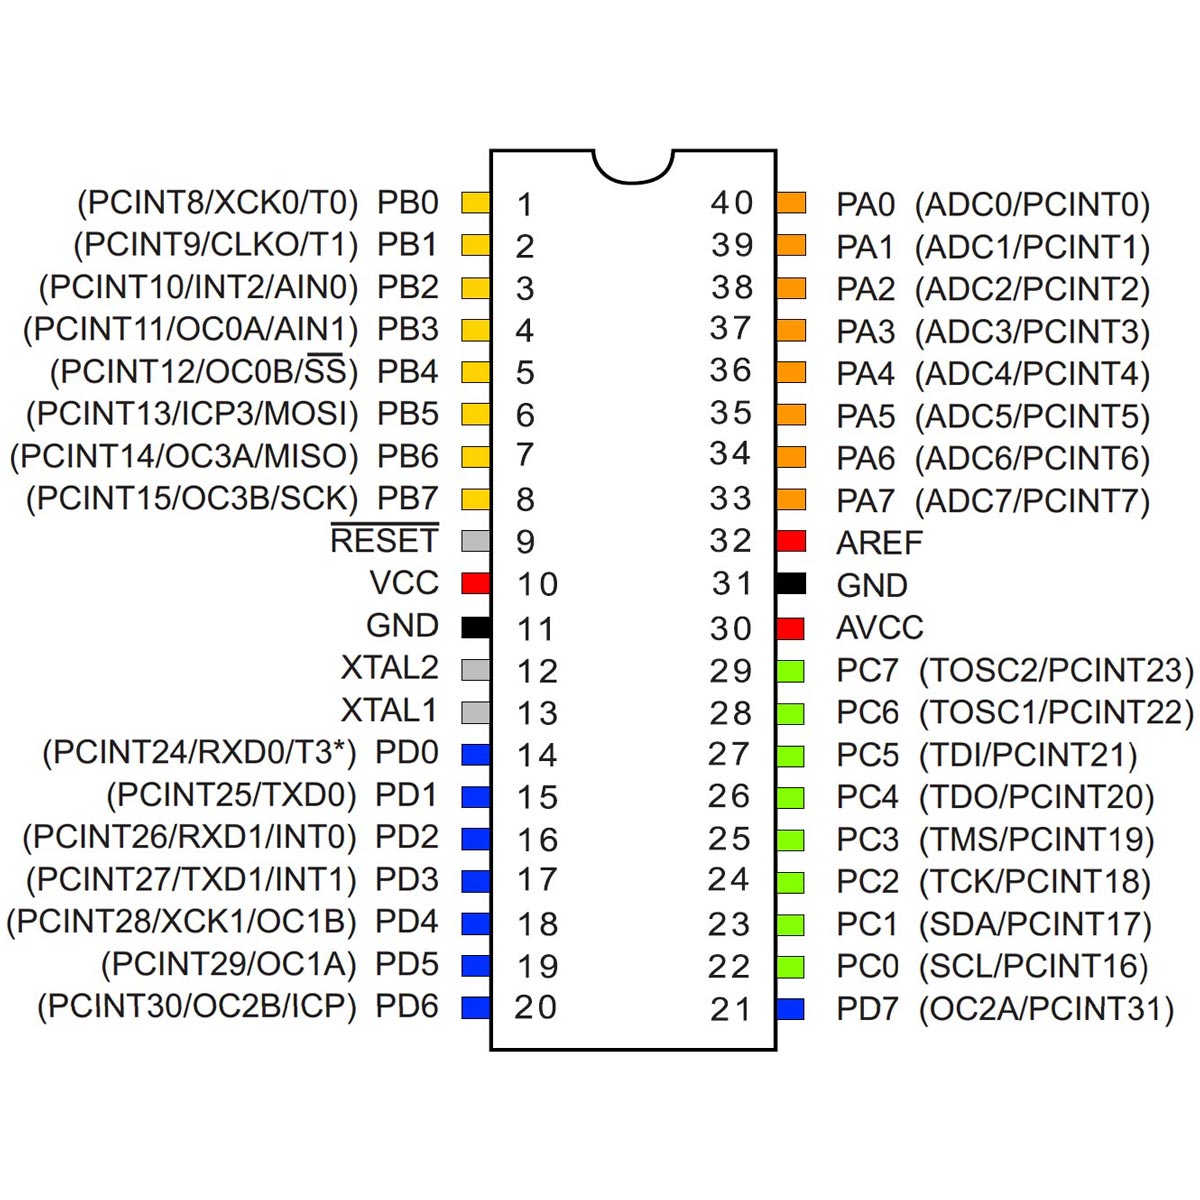 (PCINT8/XCK0/T0) PB0 1 40 PA0 (ADC0/PCINT0)
(PCINT9/CLKO/T1) PB1 2 39 PA1 (ADC1/PCINT1)
(PCINT10/INT2/AIN0) PB2 3 38 PA2 (ADC2/PCINT2)
(PCINT11/OC0A/AIN1) PB3 4 37 PA3 (ADC3/PCINT3)
(PCINT12/OC0B/S̅S̅) PB4 5 36 PA4 (ADC4/PCINT4)
(PCINT13/ICP3/MOSI) PB5 6 35 PA5 (ADC5/PCINT5)
(PCINT14/OC3A/MISO) PB6 7 34 PA6 (ADC6/PCINT6)
(PCINT15/OC3B/SCK) PB7 8 33 PA7 (ADC7/PCINT7)
R̅E̅S̅E̅T̅ 9 32 AREF
VCC 10 31 GND
GND 11 30 AVCC
XTAL2 12 29 PC7 (TOSC2/PCINT23)
XTAL1 13 28 PC6 (TOSC1/PCINT22)
(PCINT24/RXD0/T3*) PD0 14 27 PC5 (TDI/PCINT21)
(PCINT25/TXD0) PD1 15 26 PC4 (TDO/PCINT20)
(PCINT26/RXD1/INT0) PD2 16 25 PC3 (TMS/PCINT19)
(PCINT27/TXD1/INT1) PD3 17 24 PC2 (TCK/PCINT18)
(PCINT28/XCK1/OC1B) PD4 18 23 PC1 (SDA/PCINT17)
(PCINT29/OC1A) PD5 19 22 PC0 (SCL/PCINT16)
(PCINT30/OC2B/ICP) PD6 20 21 PD7 (OC2A/PCINT31)